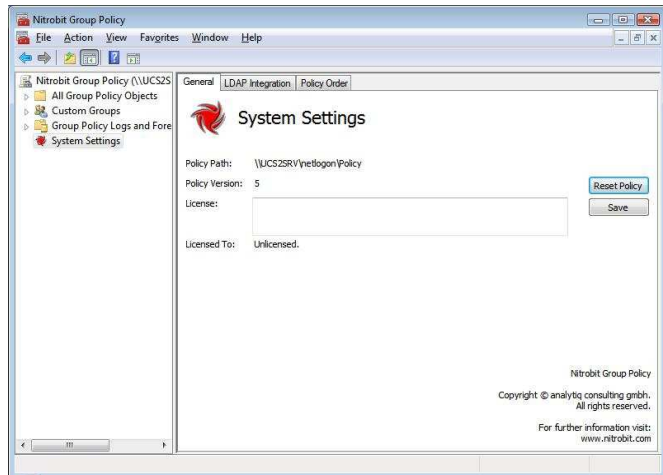 Nitrobit Group Policy
File Action View Favorites Window Help
Nitrobit Group Policy (\\UCS2S
All Group Policy Objects
Custom Groups
Group Policy Logs and Fore
System Settings
General LDAP Integration Policy Order
System Settings
Policy Path: \\UCS2SRV\netlogon\Policy
Policy Version: 5
Reset Policy
License:
Save
Licensed To: Unlicensed.
Nitrobit Group Policy
Copyright © analytiq consulting gmbh.
All rights reserved.
For further information visit:
www.nitrobit.com